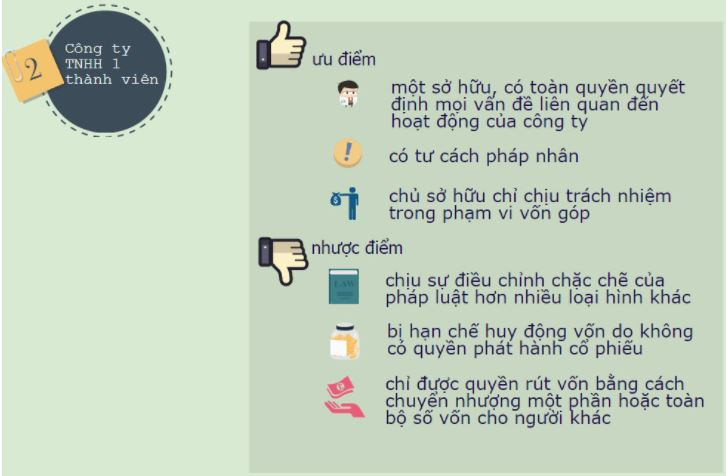 2
Công ty
TNHH 1
thành viên
ưu điểm
một sở hữu, có toàn quyền quyết
định mọi vấn đề liên quan đến
hoạt động của công ty
có tư cách pháp nhân
chủ sở hữu chỉ chịu trách nhiệm
trong phạm vi vốn góp
nhược điểm
LAW
chịu sự điều chỉnh chặc chẽ của
pháp luật hơn nhiều loại hình khác
bị hạn chế huy động vốn do không
có quyền phát hành cổ phiếu
chỉ được quyền rút vốn bằng cách
chuyển nhượng một phần hoặc toàn
bộ số vốn cho người khác